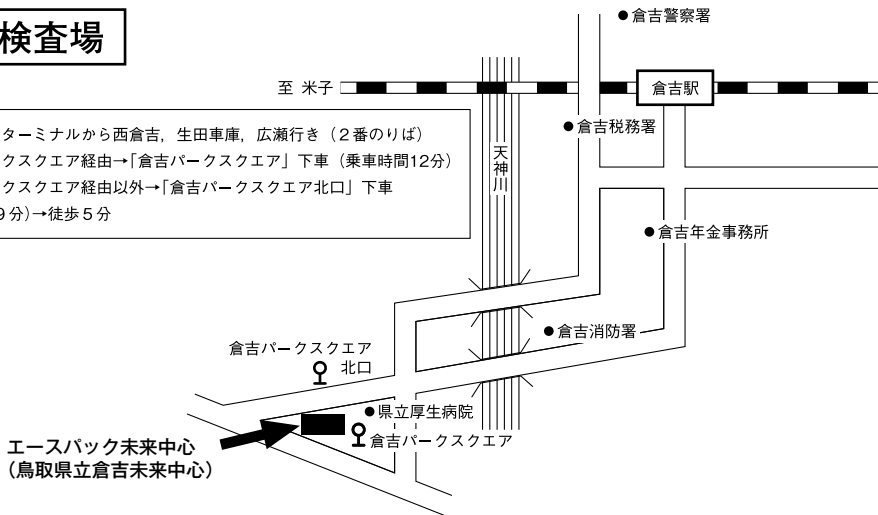 検査場
倉吉警察署
至 米子
倉吉駅
ターミナルから西倉吉，生田車庫，広瀬行き（２番のりば）
クスクエア経由→「倉吉パークスクエア」下車（乗車時間12分）
クスクエア経由以外→「倉吉パークスクエア北口」下車
９分）→徒歩５分
倉吉税務署
天神川
倉吉年金事務所
倉吉消防署
倉吉パークスクエア
北口
県立厚生病院
倉吉パークスクエア
エースパック未来中心
（鳥取県立倉吉未来中心）